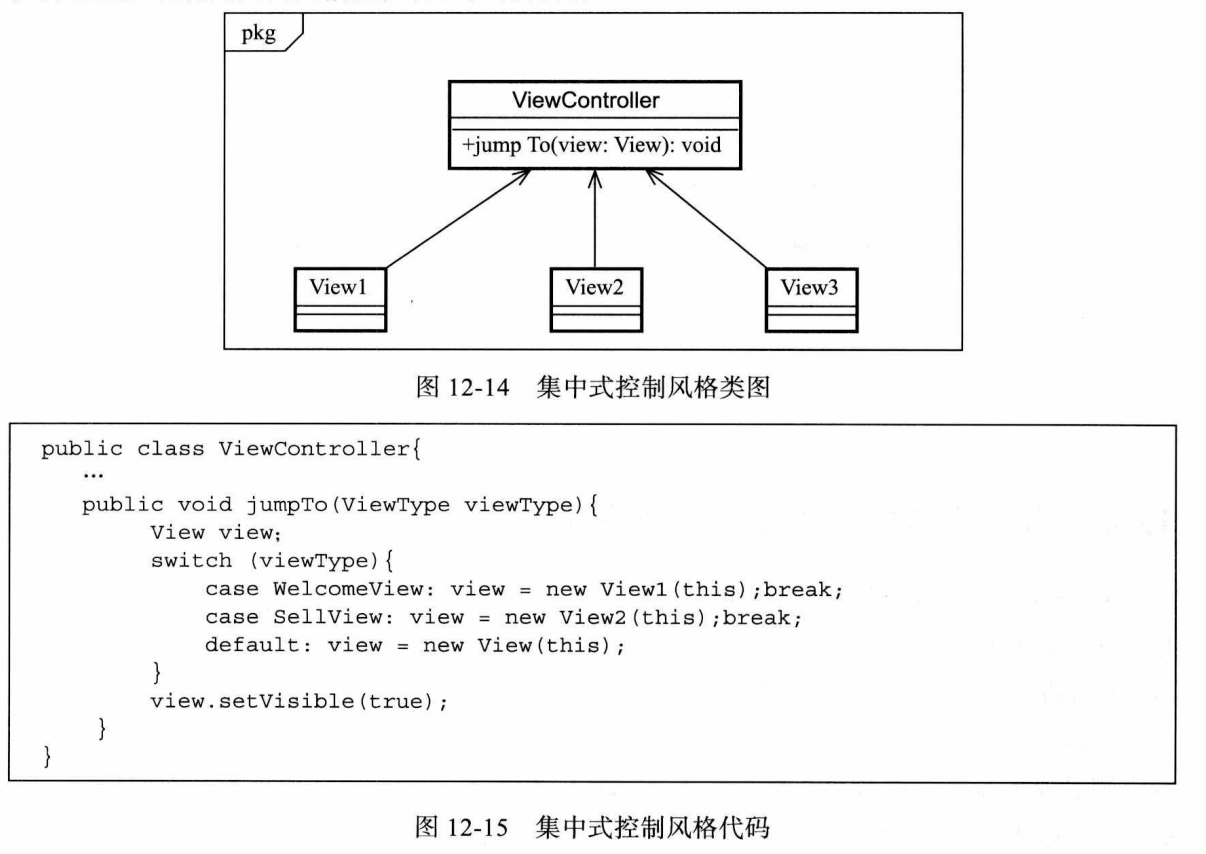 pkg
ViewController
+jump To(view: View): void
View1
View2
View3
图 12-14 集中式控制风格类图
public class ViewController{
…
public void jumpTo(ViewType viewType){
View view;
switch (viewType){
case WelcomeView: view = new View1(this);break;
case SellView: view = new View2(this);break;
default: view = new View(this);
}
view.setVisible(true);
}
}
图 12-15 集中式控制风格代码